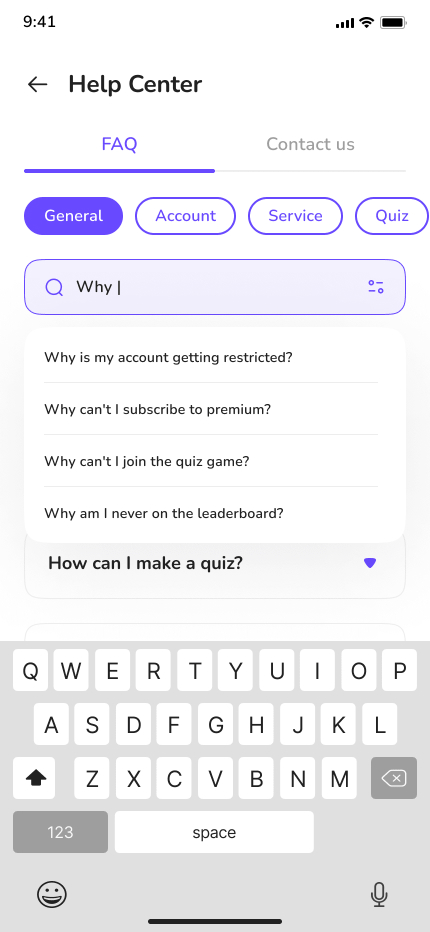 9:41
Help Center
FAQ Contact us
General Account Service Quiz
Why |
Why is my account getting restricted?
Why can't I subscribe to premium?
Why can't I join the quiz game?
Why am I never on the leaderboard?
How can I make a quiz?
Q W E R T Y U I O P
A S D F G H J K L
Z X C V B N M
123 space